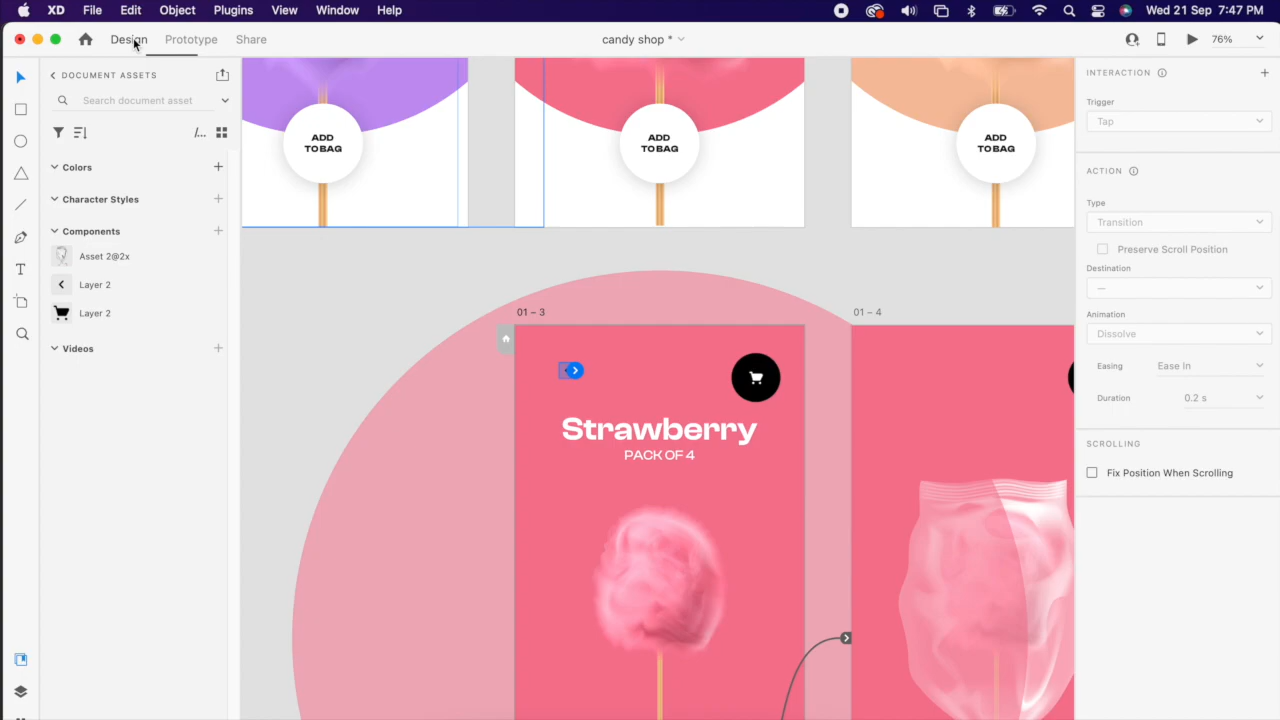 XD File Edit Object Plugins View Window Help Wed 21 Sep 7:47 PM
Design Prototype Share candy shop * 76%
DOCUMENT ASSETS
Search document asset
/...
Colors
Character Styles
Components
Asset 2@2x
Layer 2
Layer 2
Videos
ADD
TO BAG
ADD
TO BAG
ADD
TO BAG
01 – 3
01 – 4
Strawberry
PACK OF 4
INTERACTION
Trigger
Tap
ACTION
Type
Transition
Preserve Scroll Position
Destination
—
Animation
Dissolve
Easing Ease In
Duration 0.2 s
SCROLLING
Fix Position When Scrolling